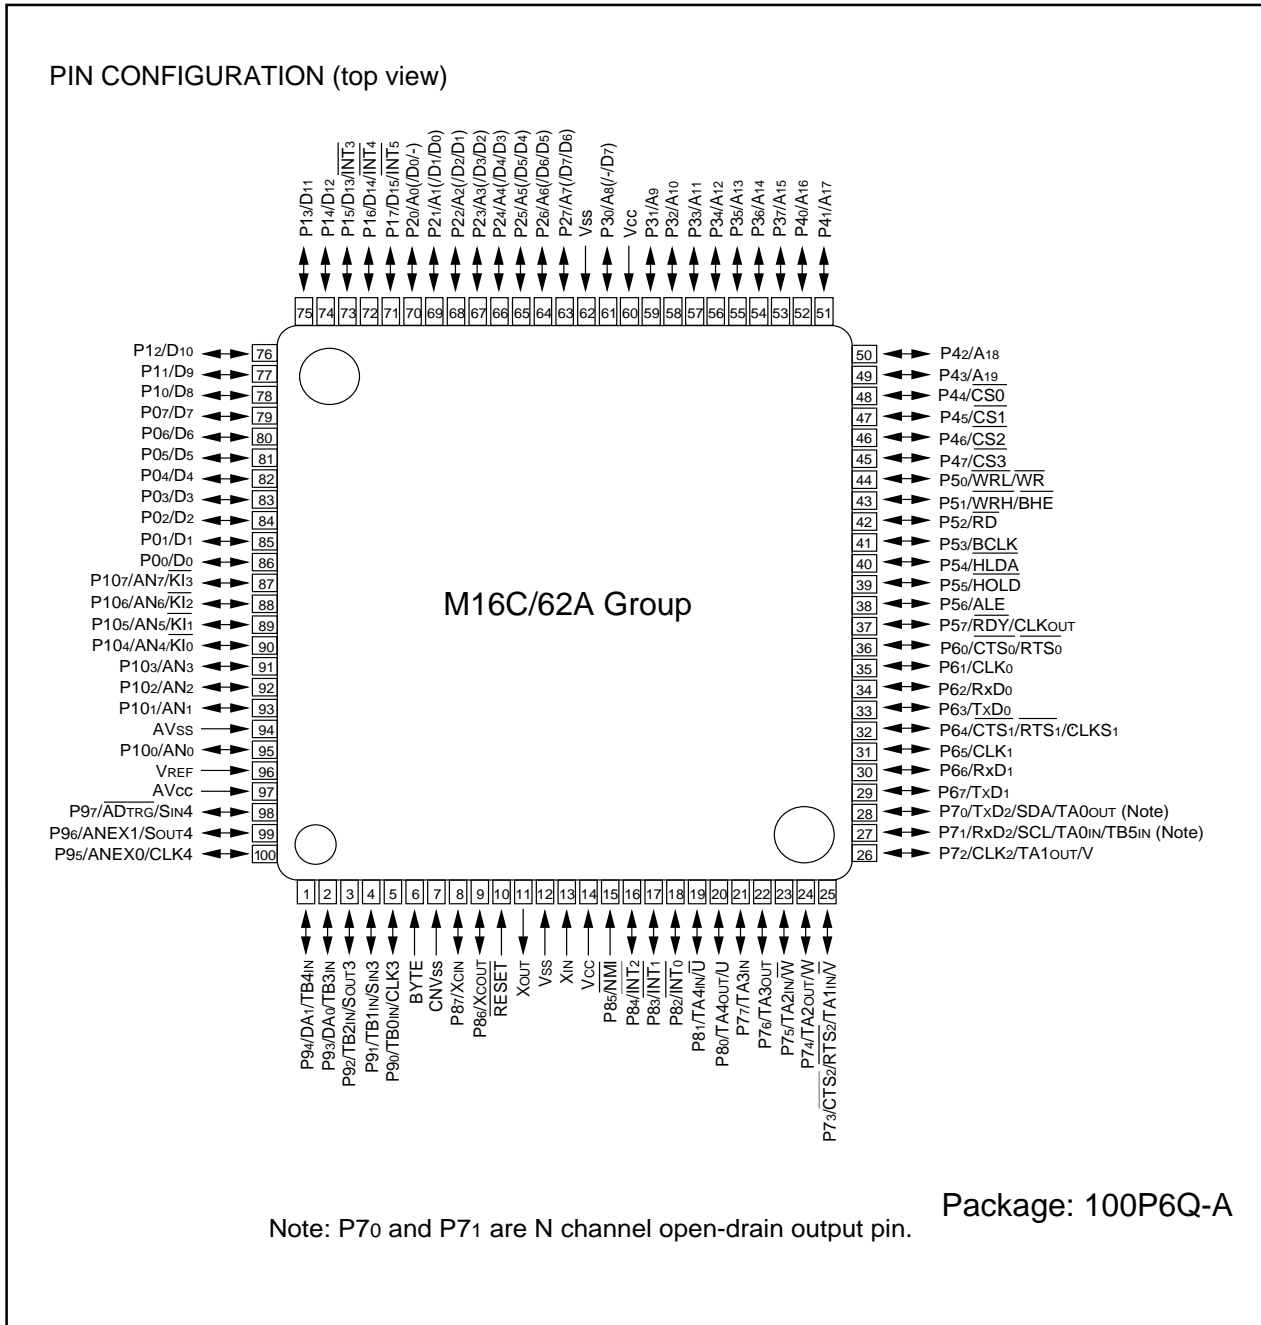 PIN CONFIGURATION (top view)
P13/D11
P14/D12
P15/D13/INT3
P16/D14/INT4
P17/D15/INT5
P20/A0(/D0/-)
P21/A1(/D1/D0)
P22/A2(/D2/D1)
P23/A3(/D3/D2)
P24/A4(/D4/D3)
P25/A5(/D5/D4)
P26/A6(/D6/D5)
P27/A7(/D7/D6)
Vss
P30/A8(/-/D7)
Vcc
P31/A9
P32/A10
P33/A11
P34/A12
P35/A13
P36/A14
P37/A15
P40/A16
P41/A17
75 74 73 72 71 70 69 68 67 66 65 64 63 62 61 60 59 58 57 56 55 54 53 52 51
P12/D10 76
P11/D9 77
P10/D8 78
P07/D7 79
P06/D6 80
P05/D5 81
P04/D4 82
P03/D3 83
P02/D2 84
P01/D1 85
P00/D0 86
P107/AN7/KI3 87
P106/AN6/KI2 88
P105/AN5/KI1 89
P104/AN4/KI0 90
P103/AN3 91
P102/AN2 92
P101/AN1 93
AVSS 94
P100/AN0 95
VREF 96
AVcc 97
P97/ADTRG/SIN4 98
P96/ANEX1/SOUT4 99
P95/ANEX0/CLK4 100
M16C/62A Group
50 P42/A18
49 P43/A19
48 P44/CS0
47 P45/CS1
46 P46/CS2
45 P47/CS3
44 P50/WRL/WR
43 P51/WRH/BHE
42 P52/RD
41 P53/BCLK
40 P54/HLDA
39 P55/HOLD
38 P56/ALE
37 P57/RDY/CLKOUT
36 P60/CTS0/RTS0
35 P61/CLK0
34 P62/RxD0
33 P63/TxD0
32 P64/CTS1/RTS1/CLKS1
31 P65/CLK1
30 P66/RxD1
29 P67/TxD1
28 P70/TxD2/SDA/TA0OUT (Note)
27 P71/RxD2/SCL/TA0IN/TB5IN (Note)
26 P72/CLK2/TA1OUT/V
1 2 3 4 5 6 7 8 9 10 11 12 13 14 15 16 17 18 19 20 21 22 23 24 25
P94/DA1/TB4IN
P93/DA0/TB3IN
P92/TB2IN/SOUT3
P91/TB1IN/SIN3
P90/TB0IN/CLK3
BYTE
CNVss
P87/XCIN
P86/XCOUT
RESET
XOUT
VSS
XIN
VCC
P85/NMI
P84/INT2
P83/INT1
P82/INT0
P81/TA4IN/U
P80/TA4OUT/U
P77/TA3IN
P76/TA3OUT
P75/TA2IN/W
P74/TA2OUT/W
P73/CTS2/RTS2/TA1IN/V
Package: 100P6Q-A
Note: P70 and P71 are N channel open-drain output pin.